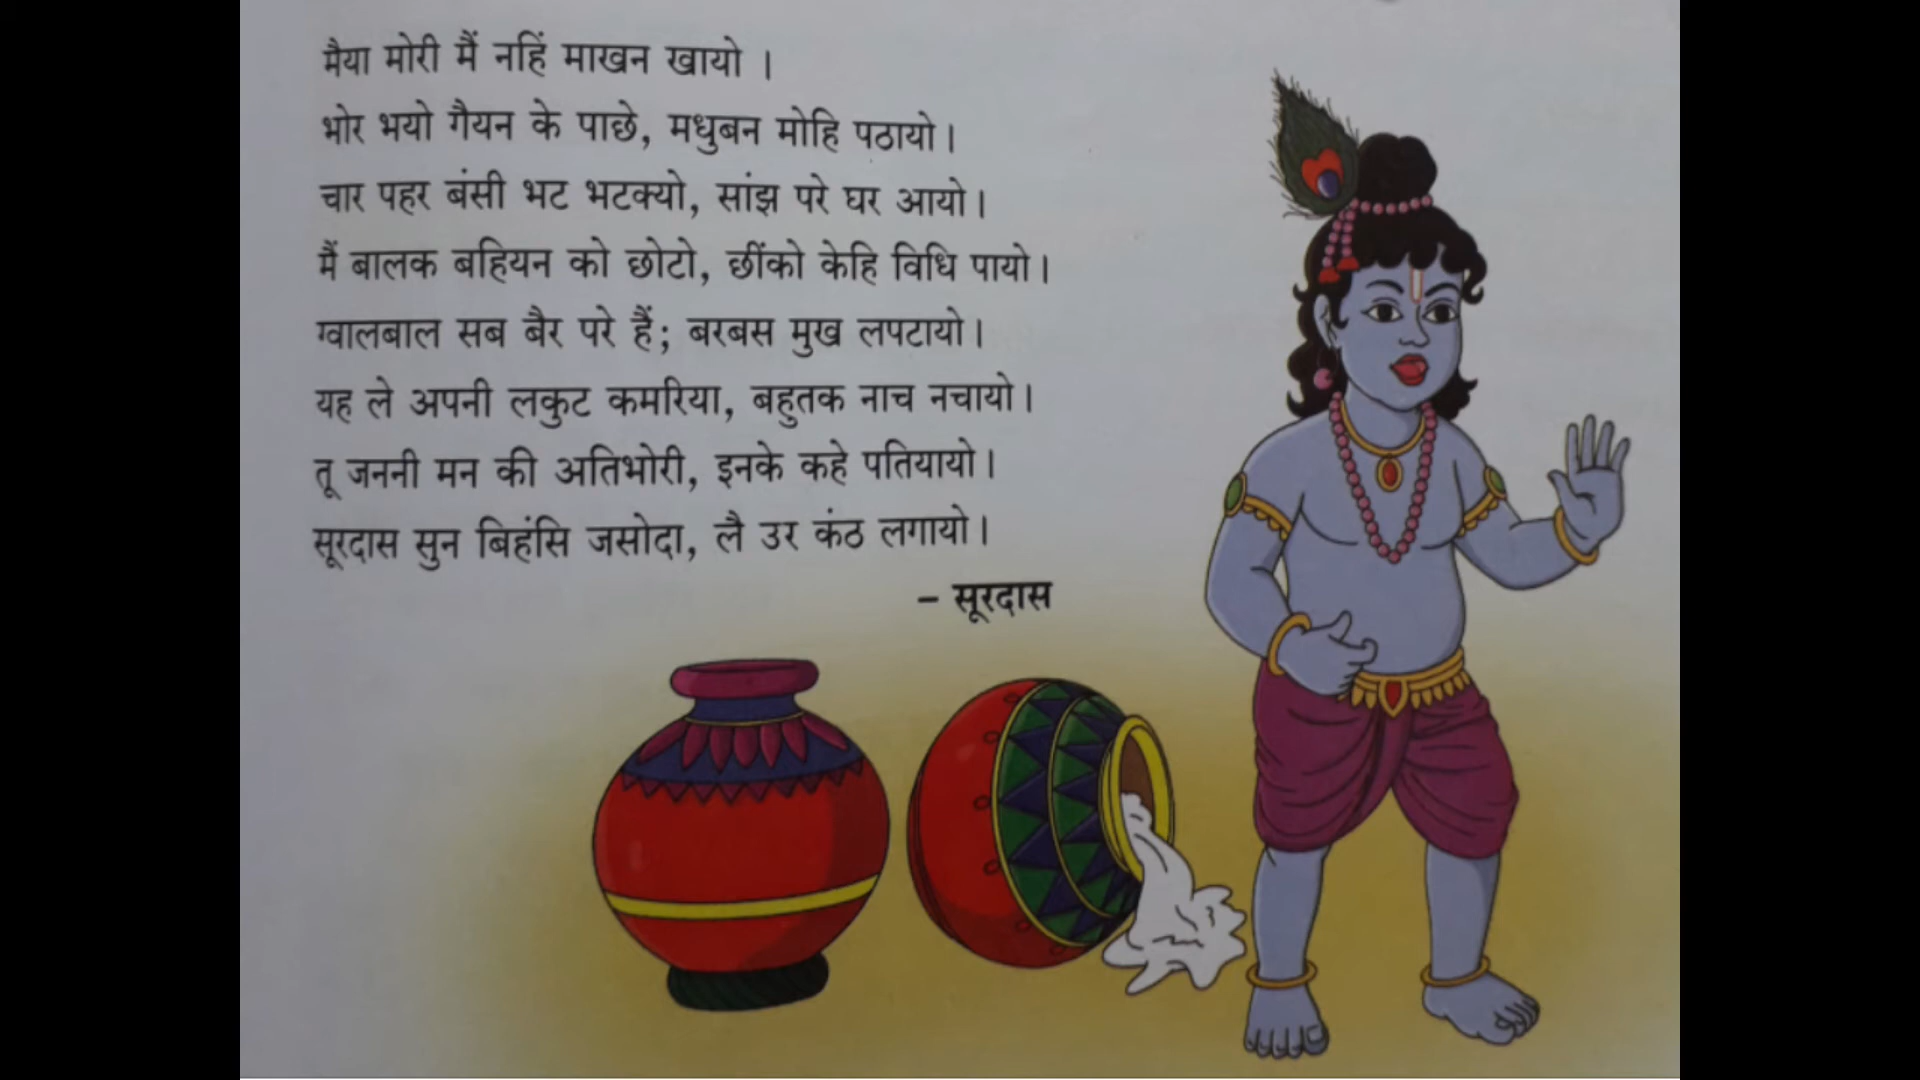 मैया मोरी मैं नहिं माखन खायो ।
भोर भयो गैयन के पाछे, मधुबन मोहि पठायो।
चार पहर बंसी भट भटक्यो, सांझ परे घर आयो।
मैं बालक बहियन को छोटो, छींको केहि विधि पायो।
ग्वालबाल सब बैर परे हैं; बरबस मुख लपटायो।
यह ले अपनी लकुट कमरिया, बहुतक नाच नचायो।
तू जननी मन की अतिभोरी, इनके कहे पतियायो।
सूरदास सुन बिहंसि जसोदा, लै उर कंठ लगायो।
– सूरदास